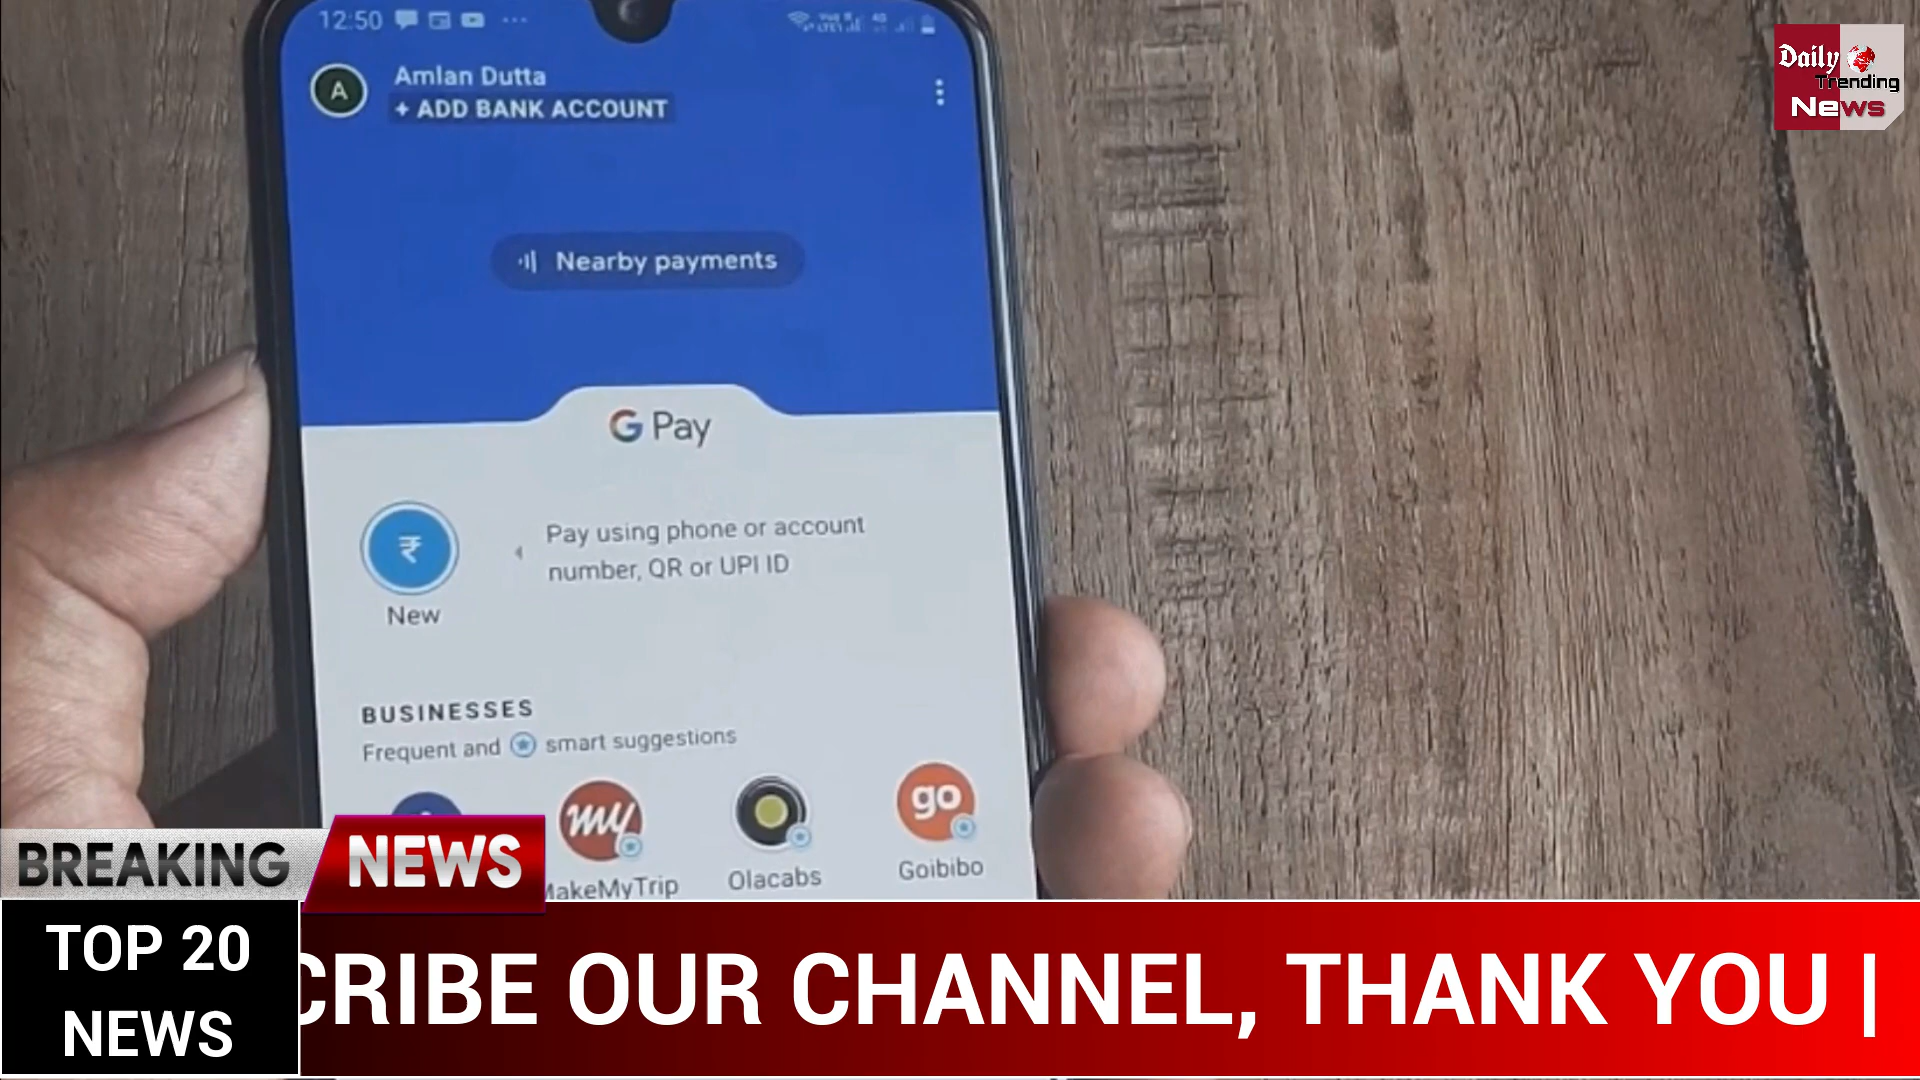 12:50
Daily
Trending
News
A
Amlan Dutta
+ ADD BANK ACCOUNT
Nearby payments
G Pay
₹
Pay using phone or account
number, QR or UPI ID
New
BUSINESSES
Frequent and smart suggestions
my
go
MakeMyTrip
Olacabs
Goibibo
BREAKING NEWS
TOP 20
NEWS
CRIBE OUR CHANNEL, THANK YOU |